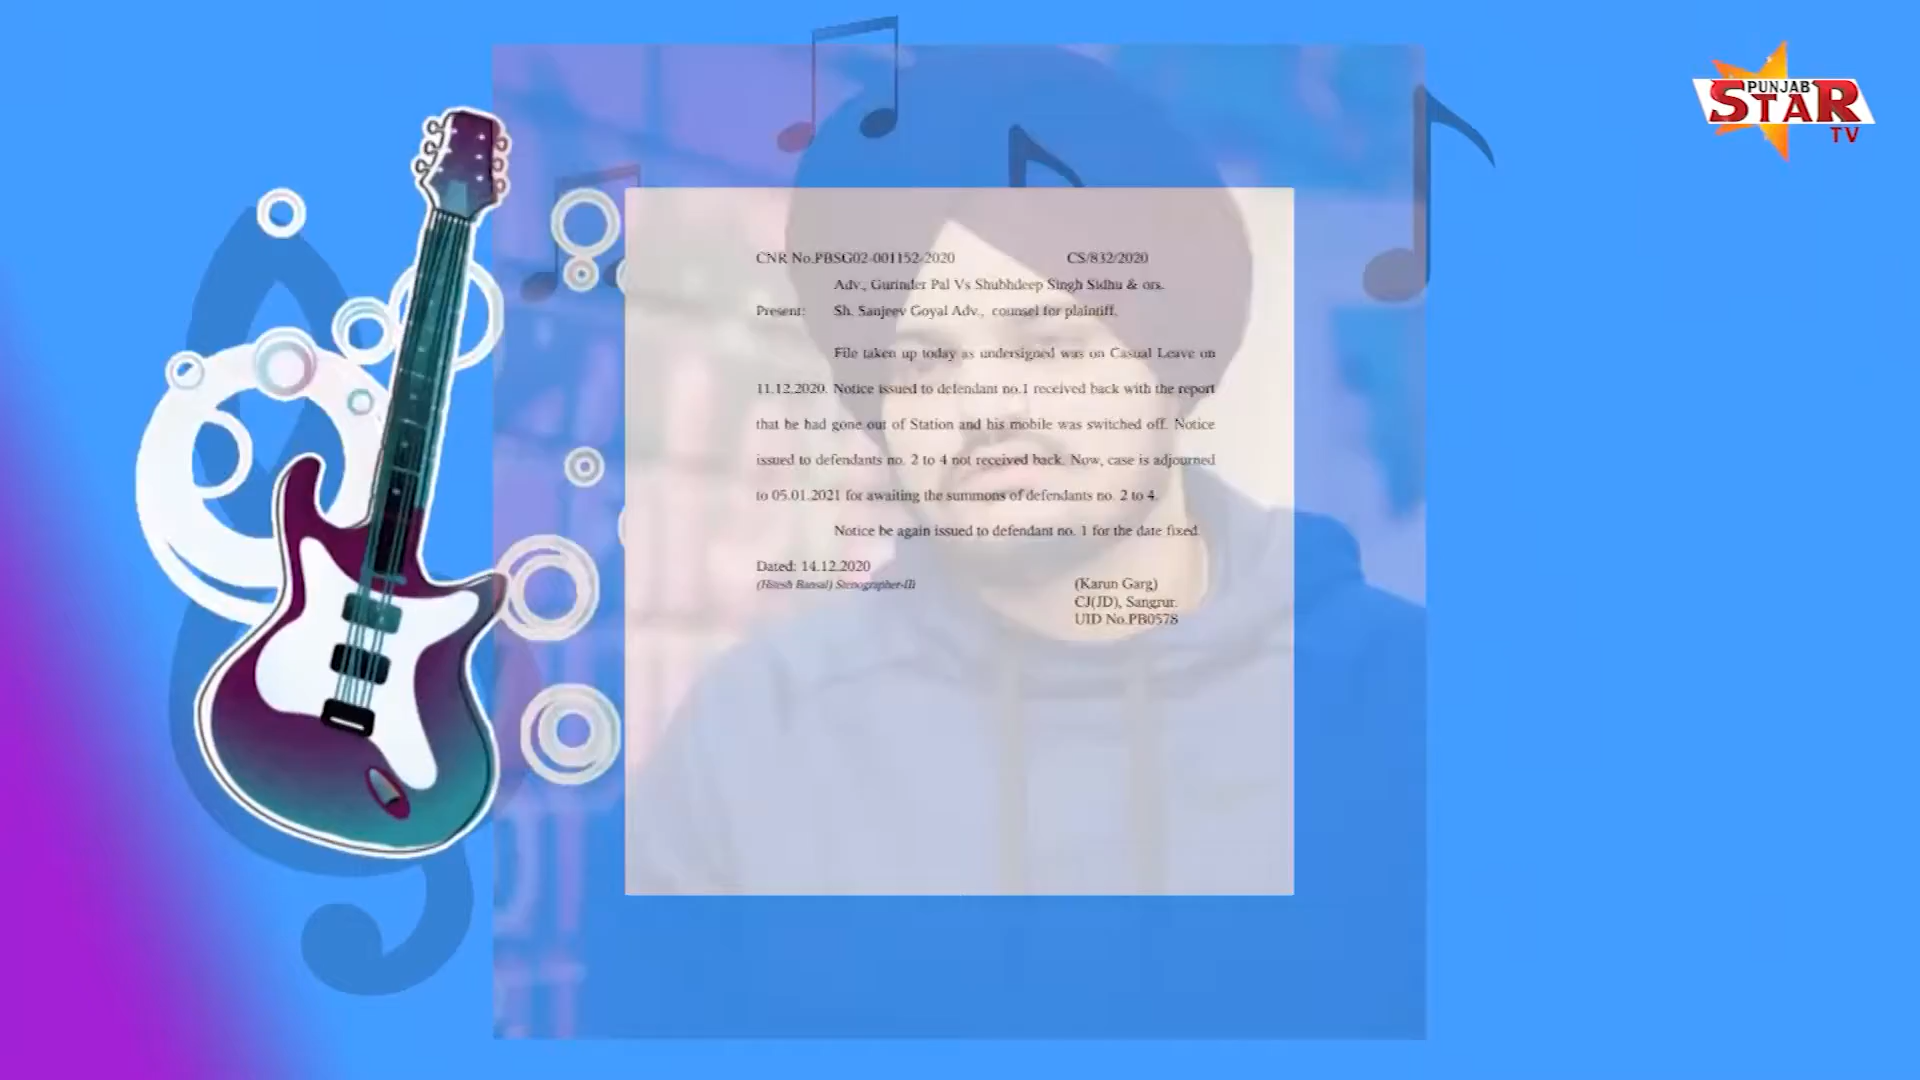 PUNJAB
STAR
TV
CNR No.PBSG02-001152-2020 CS/832/2020
Adv., Gurinder Pal Vs Shubhdeep Singh Sidhu & ors.
Present: Sh. Sanjeev Goyal Adv., counsel for plaintiff.
File taken up today as undersigned was on Casual Leave on
11.12.2020. Notice issued to defendant no.1 received back with the report
that he had gone out of Station and his mobile was switched off. Notice
issued to defendants no. 2 to 4 not received back. Now, case is adjourned
to 05.01.2021 for awaiting the summons of defendants no. 2 to 4.
Notice be again issued to defendant no. 1 for the date fixed.
Dated: 14.12.2020
(Hitesh Bansal) Stenographer-III
(Karun Garg)
CJ(JD), Sangrur.
UID No.PB0578